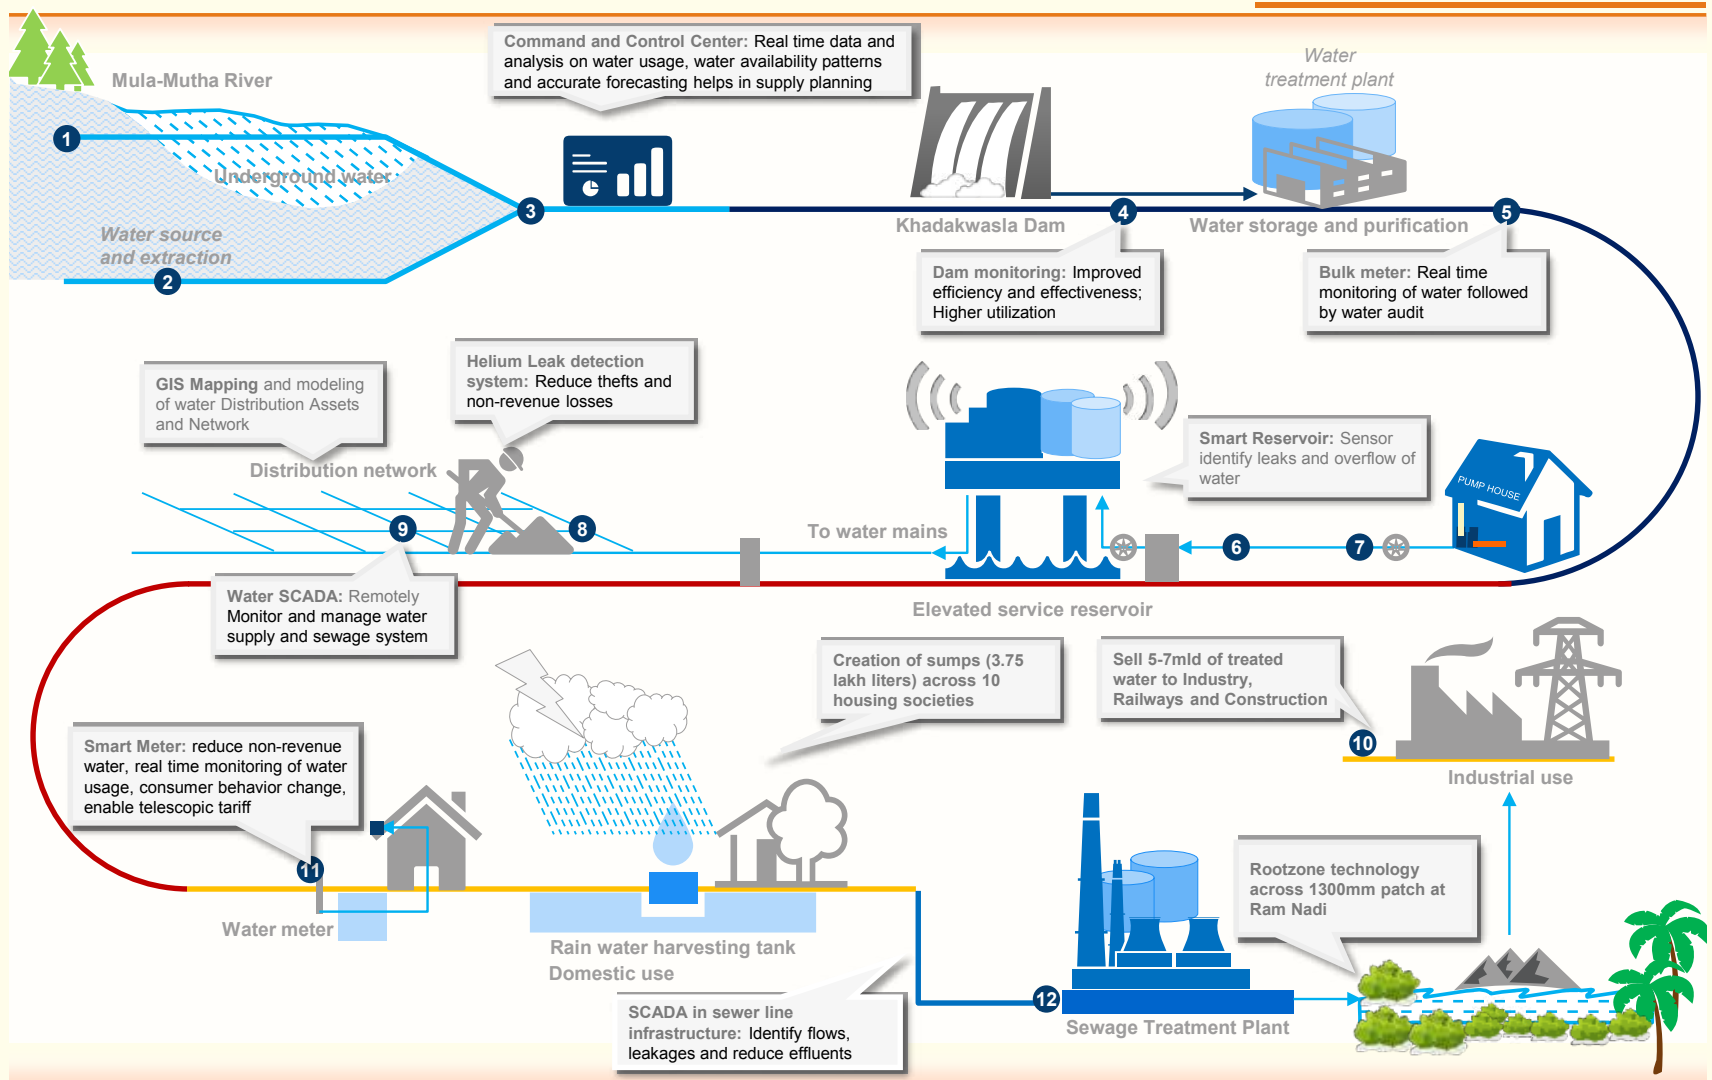 Command and Control Center: Real time data and
analysis on water usage, water availability patterns
and accurate forecasting helps in supply planning
Water
treatment plant
Mula-Mutha River
1
Underground water
3
4
5
Khadakwasla Dam
Water storage and purification
Water source
and extraction
2
Dam monitoring: Improved
efficiency and effectiveness;
Higher utilization
Bulk meter: Real time
monitoring of water followed
by water audit
GIS Mapping and modeling
of water Distribution Assets
and Network
Helium Leak detection
system: Reduce thefts and
non-revenue losses
Smart Reservoir: Sensor
identify leaks and overflow of
water
Distribution network
PUMP HOUSE
9
8
To water mains
6
7
Water SCADA: Remotely
Monitor and manage water
supply and sewage system
Elevated service reservoir
Creation of sumps (3.75
lakh liters) across 10
housing societies
Sell 5-7mld of treated
water to Industry,
Railways and Construction
10
Industrial use
Smart Meter: reduce non-revenue
water, real time monitoring of water
usage, consumer behavior change,
enable telescopic tariff
11
Water meter
Rain water harvesting tank
Domestic use
Rootzone technology
across 1300mm patch at
Ram Nadi
SCADA in sewer line
infrastructure: Identify flows,
leakages and reduce effluents
12
Sewage Treatment Plant